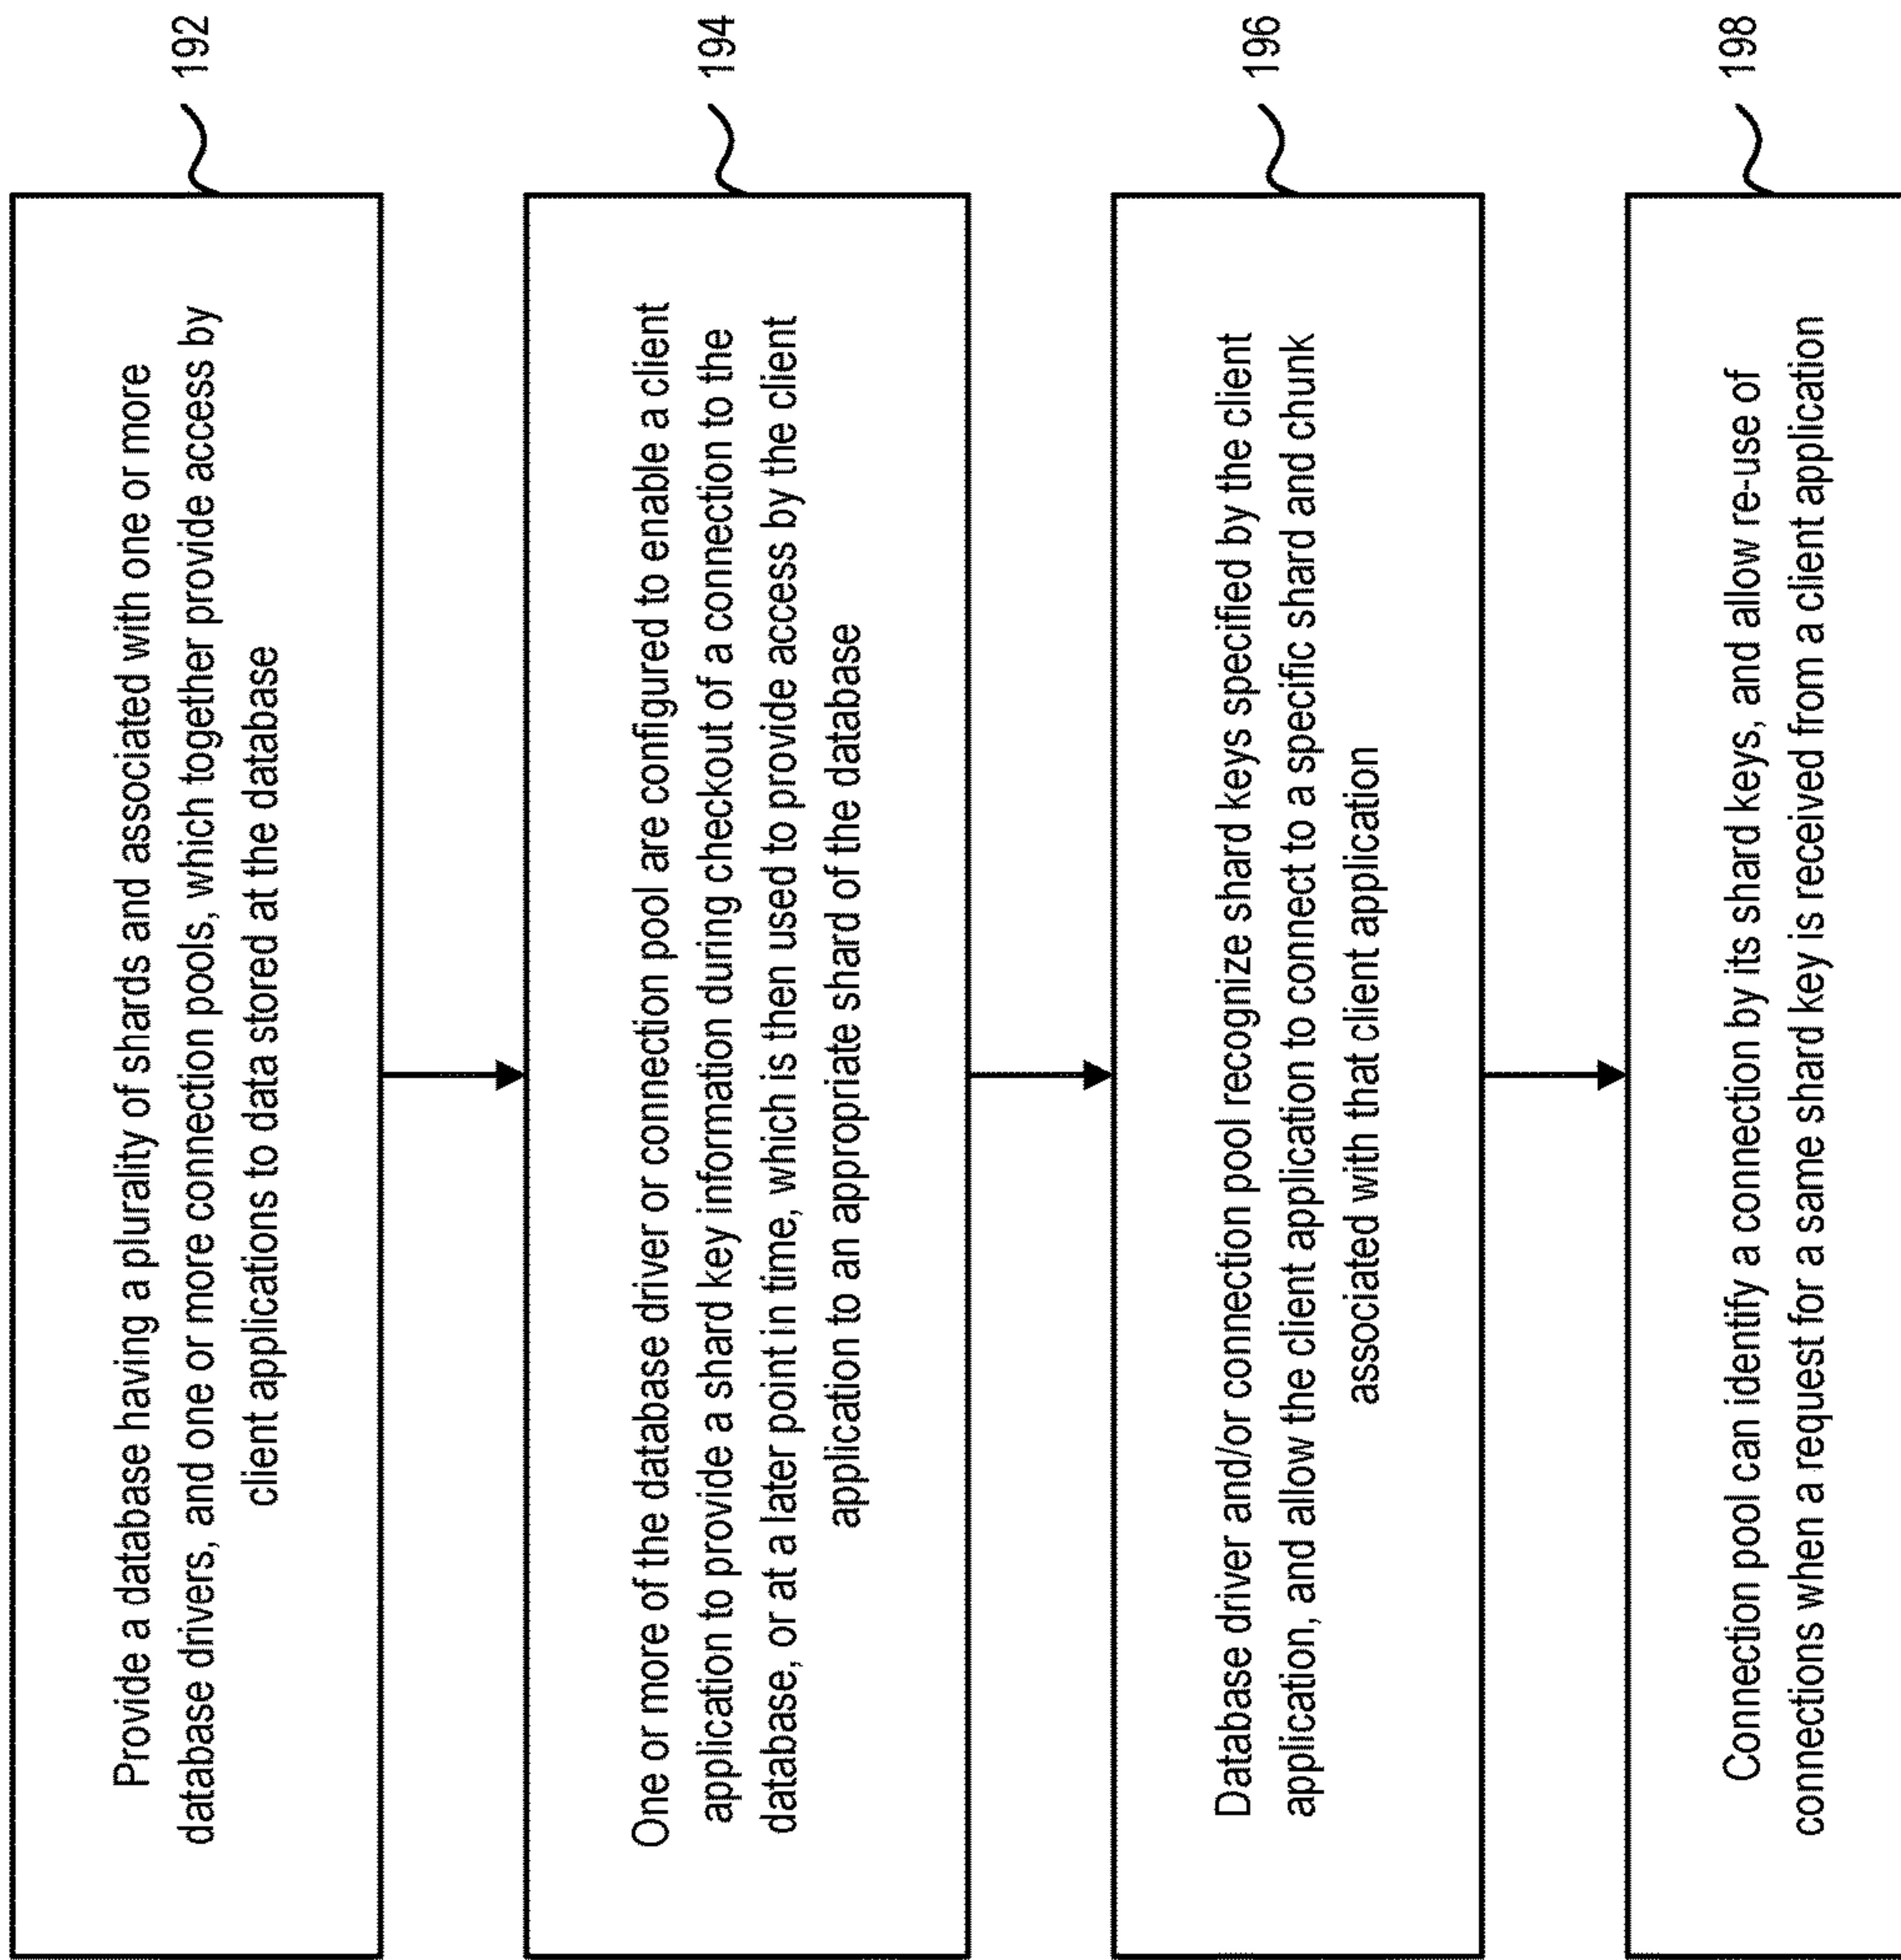 Provide a database having a plurality of shards and associated with one or more
database drivers, and one or more connection pools, which together provide access by
client applications to data stored at the database
192
One or more of the database driver or connection pool are configured to enable a client
application to provide a shard key information during checkout of a connection to the
database, or at a later point in time, which is then used to provide access by the client
application to an appropriate shard of the database
194
Database driver and/or connection pool recognize shard keys specified by the client
application, and allow the client application to connect to a specific shard and chunk
associated with that client application
196
Connection pool can identify a connection by its shard keys, and allow re-use of
connections when a request for a same shard key is received from a client application
198